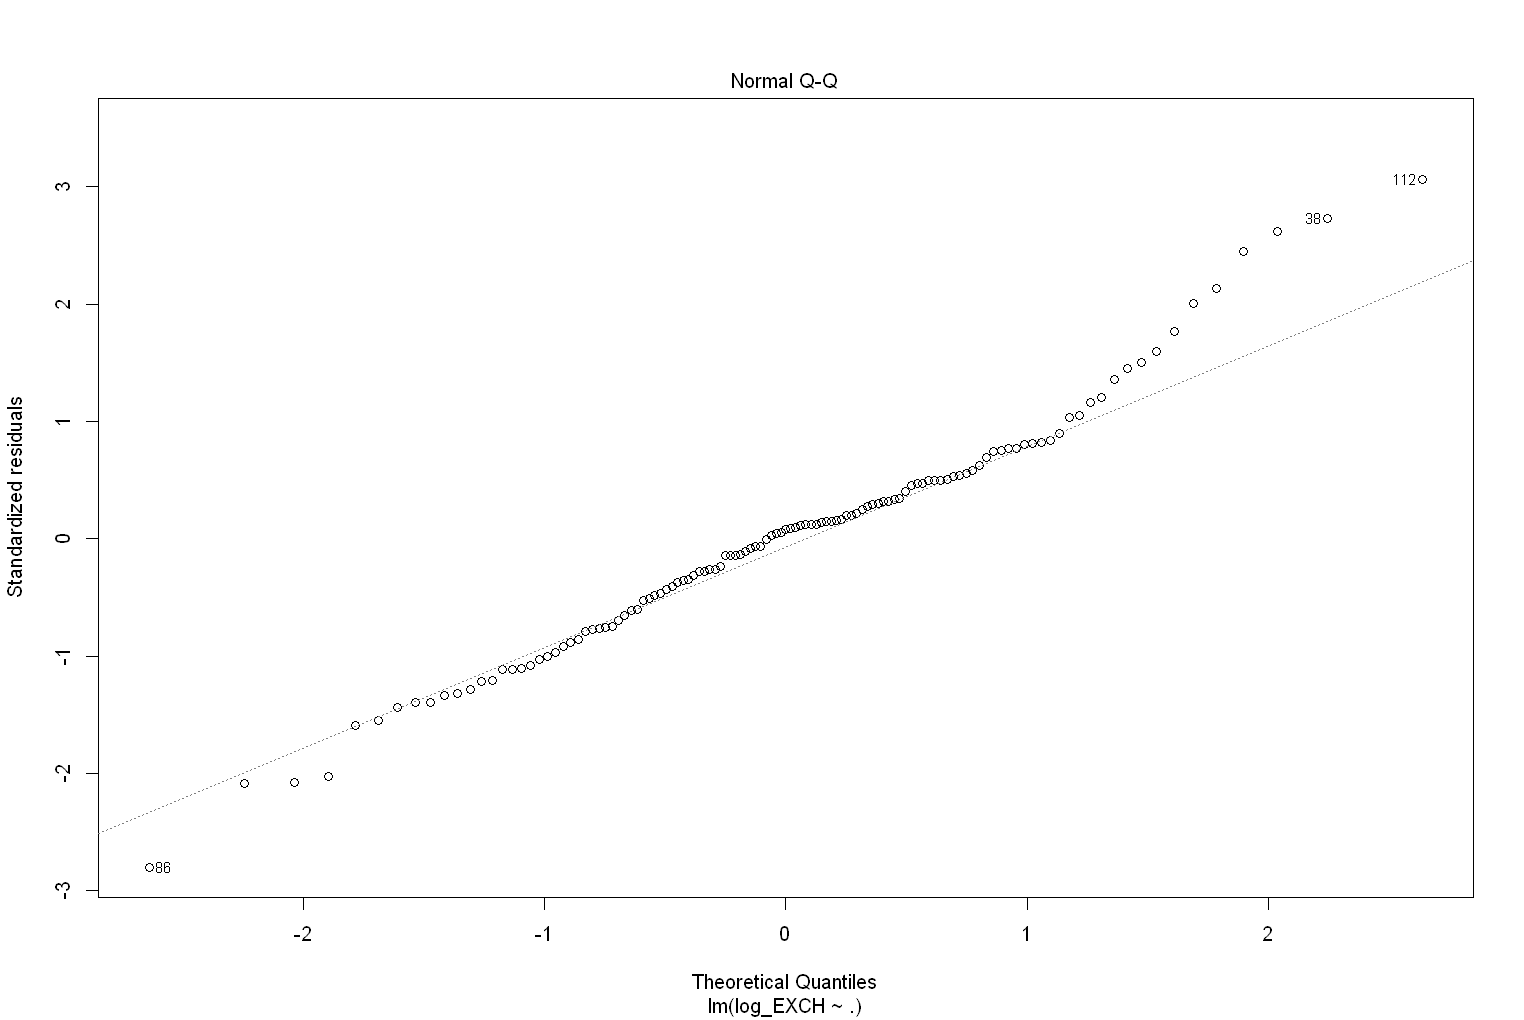 Normal Q-Q
Standardized residuals
3
2
1
0
-1
-2
-3
112
38
86
-2 -1 0 1 2
Theoretical Quantiles
lm(log_EXCH ~ .)